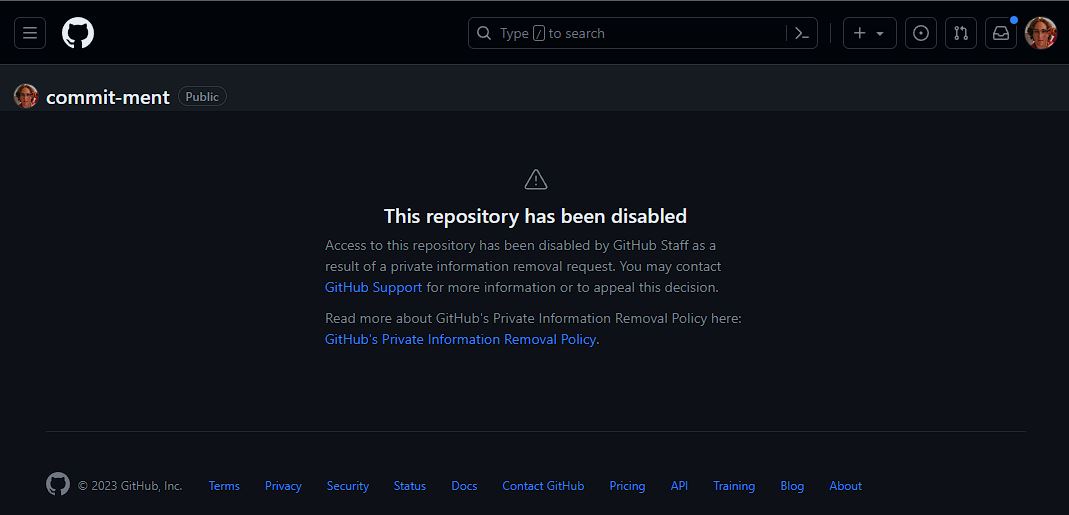 Type / to search
commit-ment Public
This repository has been disabled
Access to this repository has been disabled by GitHub Staff as a
result of a private information removal request. You may contact
GitHub Support for more information or to appeal this decision.
Read more about GitHub's Private Information Removal Policy here:
GitHub's Private Information Removal Policy.
© 2023 GitHub, Inc. Terms Privacy Security Status Docs Contact GitHub Pricing API Training Blog About